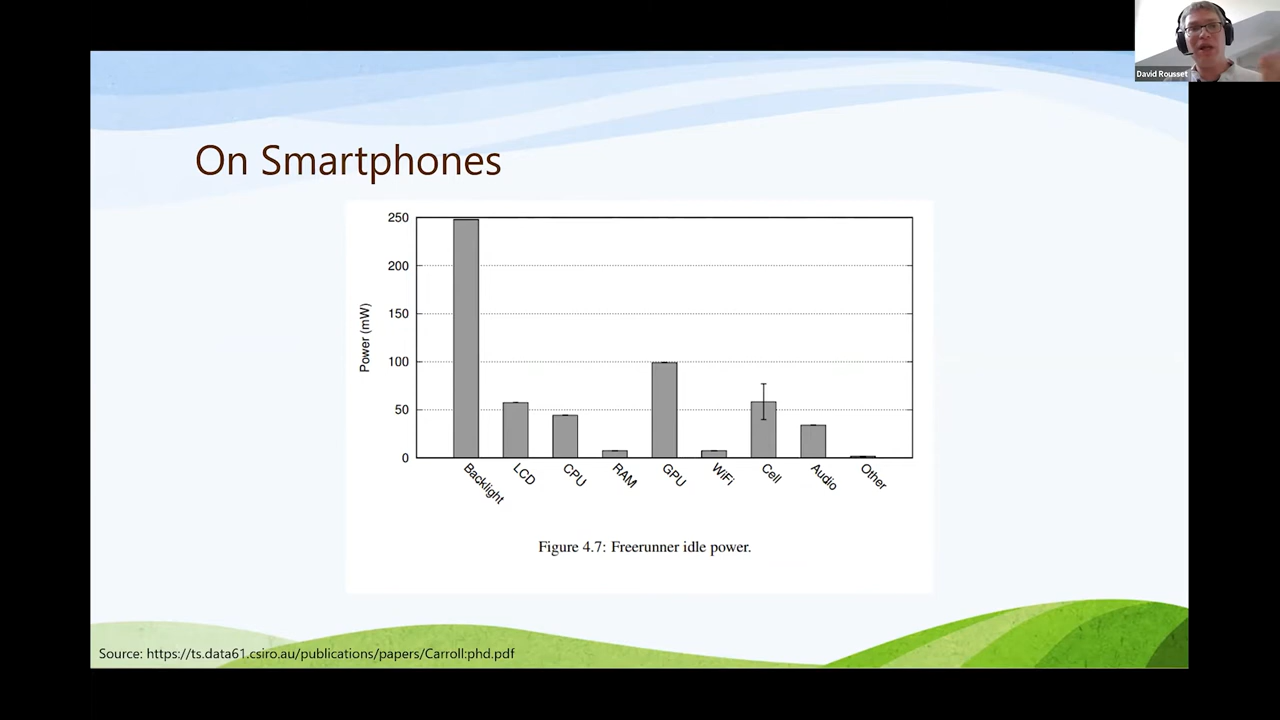 David Rousset
On Smartphones
250
200
150
100
50
0
Power (mW)
Backlight
LCD
CPU
RAM
GPU
WiFi
Cell
Audio
Other
Figure 4.7: Freerunner idle power.
Source: https://ts.data61.csiro.au/publications/papers/Carroll:phd.pdf